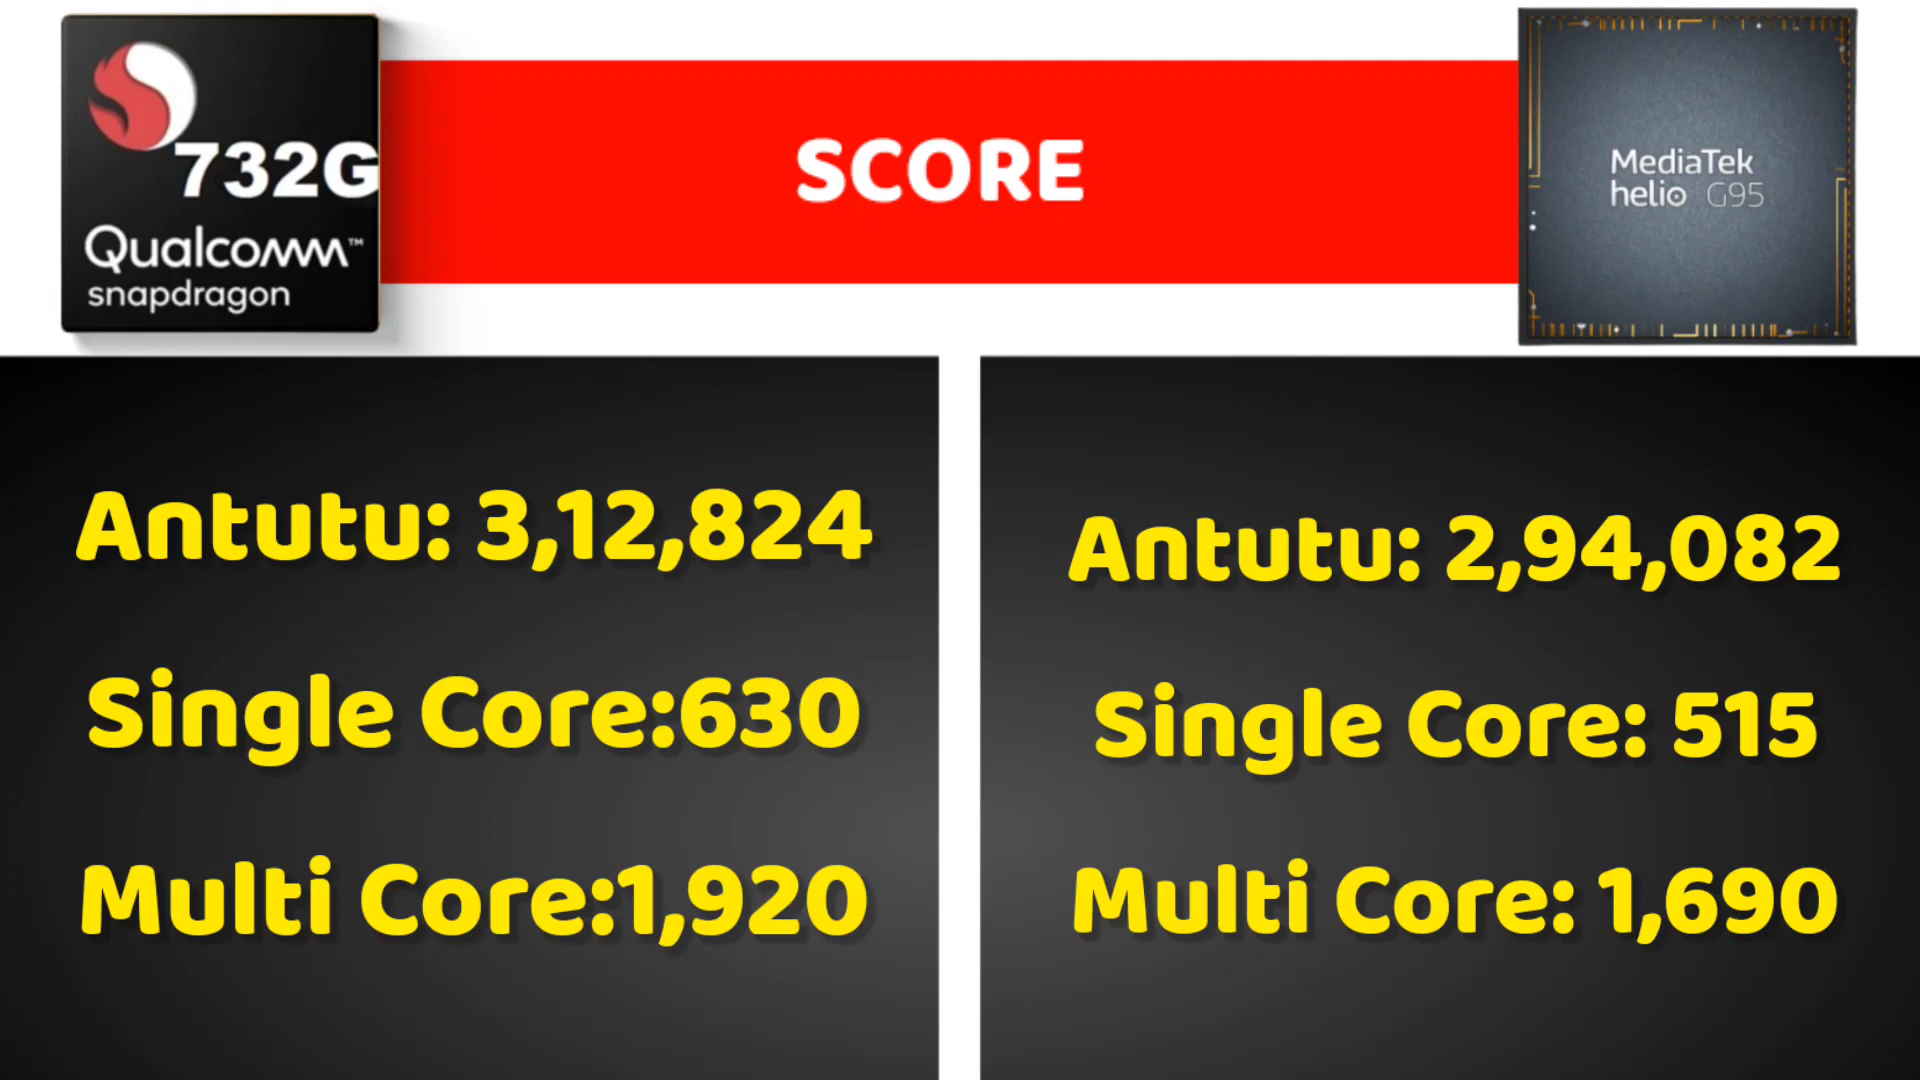 732G
Qualcomm™
snapdragon
SCORE
MediaTek
helio G95
Antutu: 3,12,824
Single Core:630
Multi Core:1,920
Antutu: 2,94,082
Single Core: 515
Multi Core: 1,690